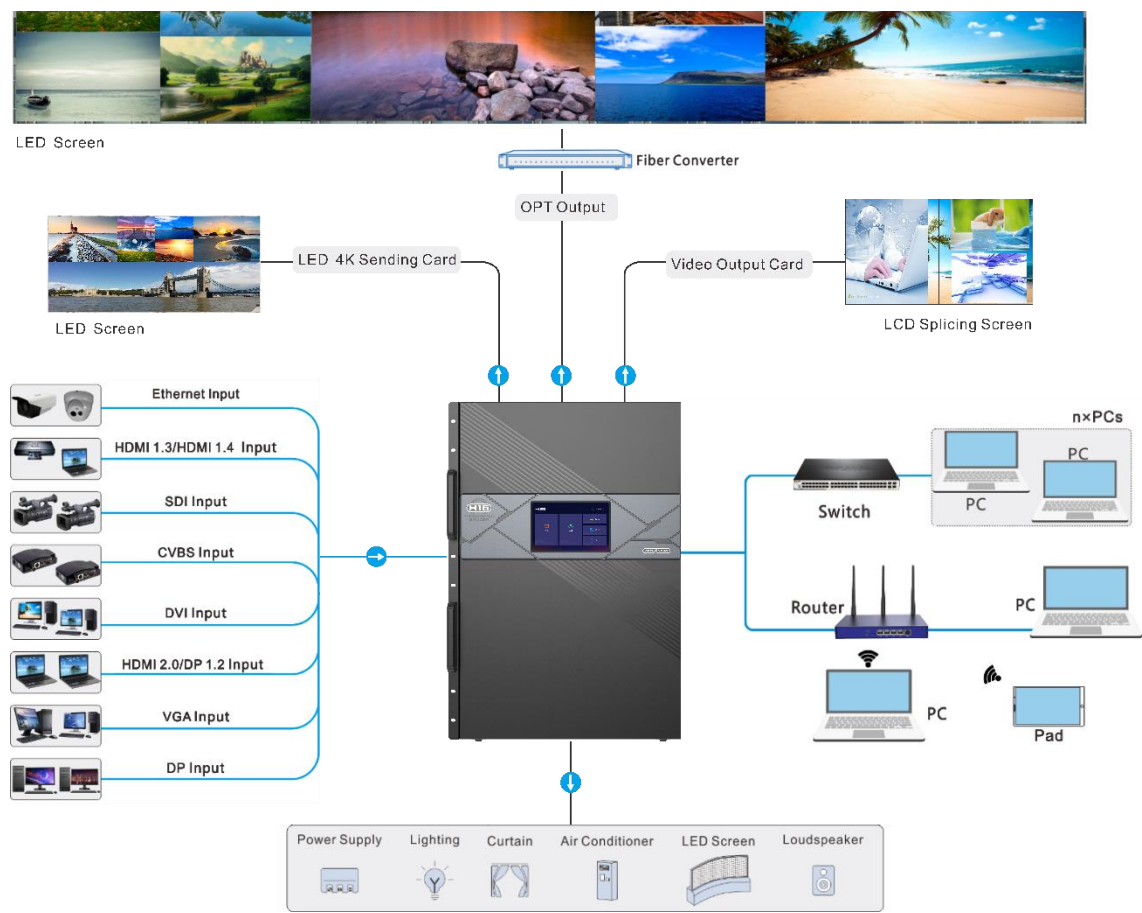 LED Screen
Fiber Converter
OPT Output
LED 4K Sending Card
Video Output Card
LED Screen
LCD Splicing Screen
Ethernet Input
HDMI 1.3/HDMI 1.4 Input
SDI Input
CVBS Input
DVI Input
HDMI 2.0/DP 1.2 Input
VGA Input
DP Input
H15
n×PCs
PC
PC
Switch
Router
PC
PC
Pad
Power Supply
Lighting
Curtain
Air Conditioner
LED Screen
Loudspeaker